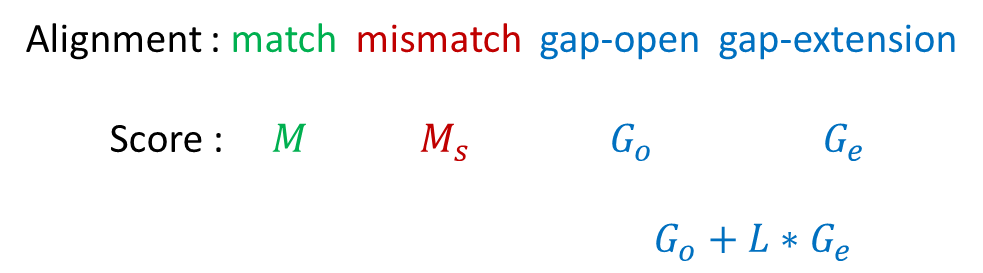 Alignment : match mismatch gap-open gap-extension
Score : M Mₛ Gₒ Gₑ
Gₒ + L ∗ Gₑ